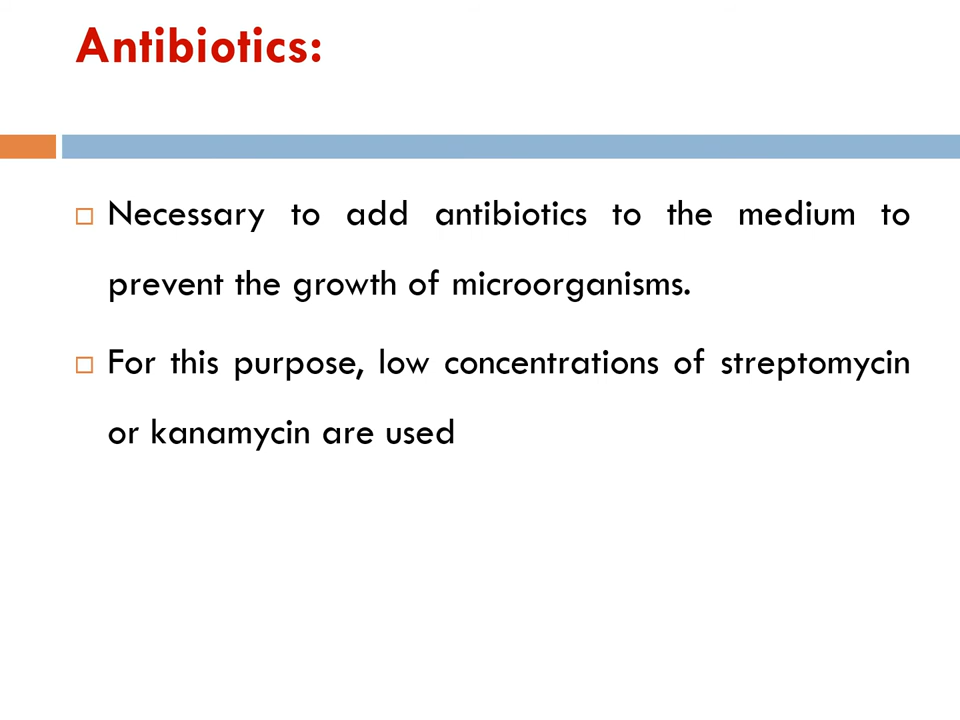 Antibiotics:
Necessary to add antibiotics to the medium to
prevent the growth of microorganisms.
For this purpose, low concentrations of streptomycin
or kanamycin are used